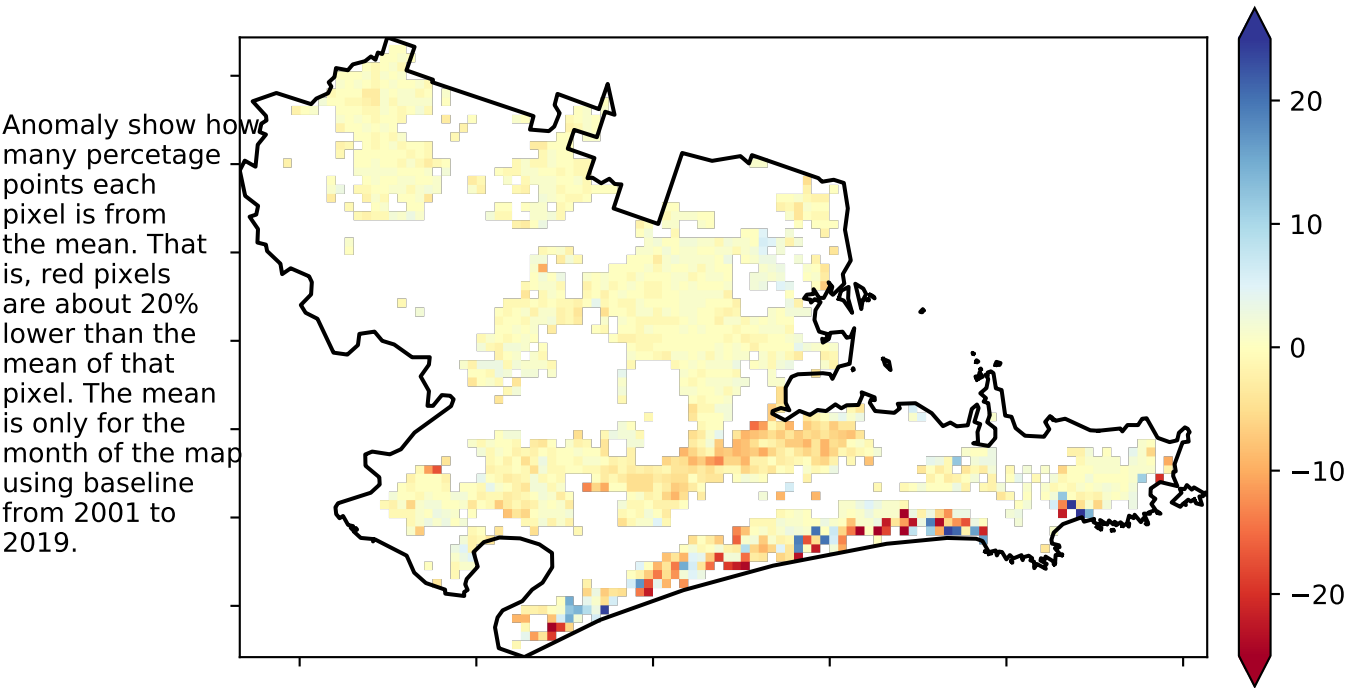 Anomaly show how
many percetage
points each
pixel is from
the mean. That
is, red pixels
are about 20%
lower than the
mean of that
pixel. The mean
is only for the
month of the map
using baseline
from 2001 to
2019.
20
10
0
−10
−20